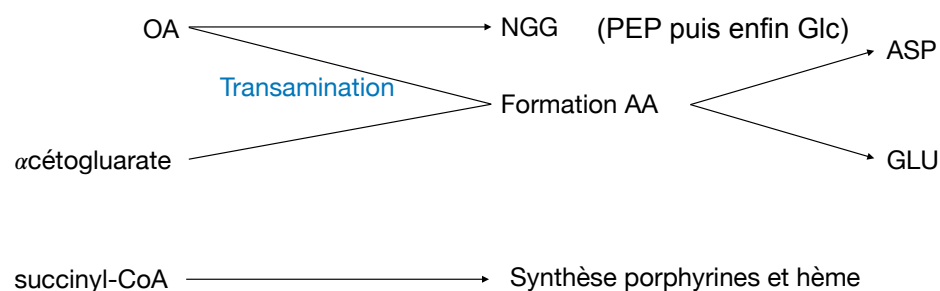 OA
NGG (PEP puis enfin Glc)
ASP
Transamination
Formation AA
αcétogluarate
GLU
succinyl-CoA
Synthèse porphyrines et hème